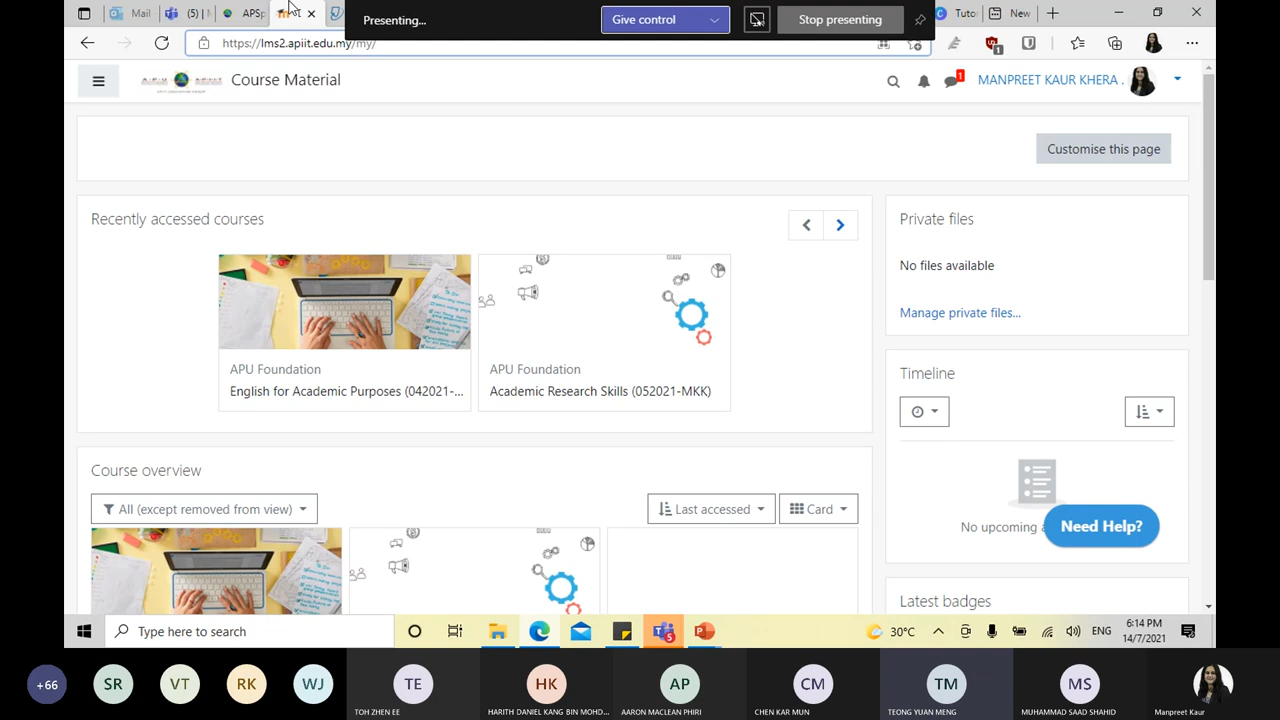 Mail
(5) | M
APSp
Presenting...
Give control
Stop presenting
Tuto
New
https://lms2.apiit.edu.my/my/
1
Course Material
1
MANPREET KAUR KHERA .
Customise this page
Recently accessed courses
Private files
No files available
Manage private files...
APU Foundation
English for Academic Purposes (042021-...
APU Foundation
Academic Research Skills (052021-MKK)
Timeline
Course overview
All (except removed from view)
Last accessed
Card
No upcoming a
Need Help?
Latest badges
Type here to search
5
30°C
ENG
6:14 PM
14/7/2021
+66
SR
VT
RK
WJ
TE
TOH ZHEN EE
HK
HARITH DANIEL KANG BIN MOHD...
AP
AARON MACLEAN PHIRI
CM
CHEN KAR MUN
TM
TEONG YUAN MENG
MS
MUHAMMAD SAAD SHAHID
Manpreet Kaur